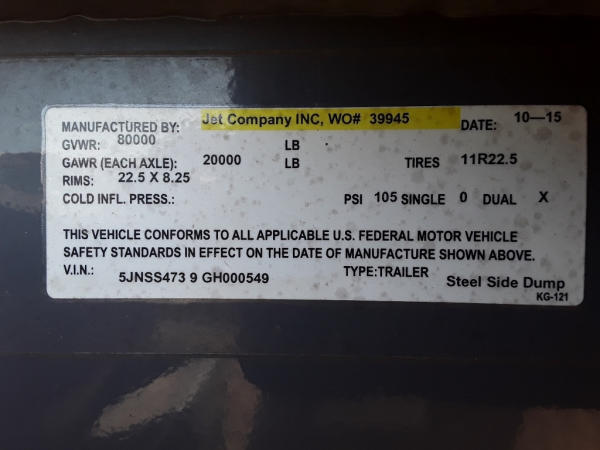 MANUFACTURED BY: Jet Company INC, WO# 39945 DATE: 10—15
GVWR: 80000 LB
GAWR (EACH AXLE): 20000 LB TIRES 11R22.5
RIMS: 22.5 X 8.25
COLD INFL. PRESS.: PSI 105 SINGLE 0 DUAL X
THIS VEHICLE CONFORMS TO ALL APPLICABLE U.S. FEDERAL MOTOR VEHICLE
SAFETY STANDARDS IN EFFECT ON THE DATE OF MANUFACTURE SHOWN ABOVE.
V.I.N.: 5JNSS473 9 GH000549 TYPE:TRAILER Steel Side Dump
KG-121